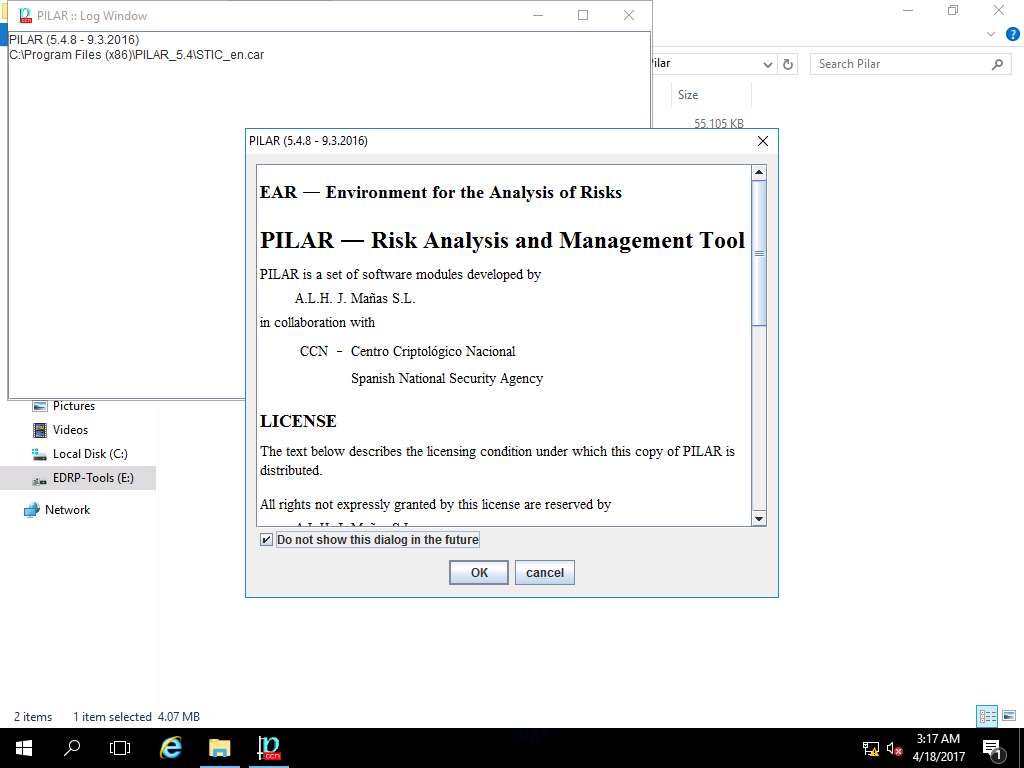 PILAR :: Log Window
PILAR (5.4.8 - 9.3.2016)
C:\Program Files (x86)\PILAR_5.4\STIC_en.car
Search Pilar
Size
55,105 KB
PILAR (5.4.8 - 9.3.2016)
EAR — Environment for the Analysis of Risks
PILAR — Risk Analysis and Management Tool
PILAR is a set of software modules developed by
A.L.H. J. Mañas S.L.
in collaboration with
CCN - Centro Criptológico Nacional
Spanish National Security Agency
LICENSE
The text below describes the licensing condition under which this copy of PILAR is
distributed.
All rights not expressly granted by this license are reserved by
A.L.H. J. Mañas S.L.
Do not show this dialog in the future
OK
cancel
Pictures
Videos
Local Disk (C:)
EDRP-Tools (E:)
Network
2 items
1 item selected 4.07 MB
3:17 AM
4/18/2017
1